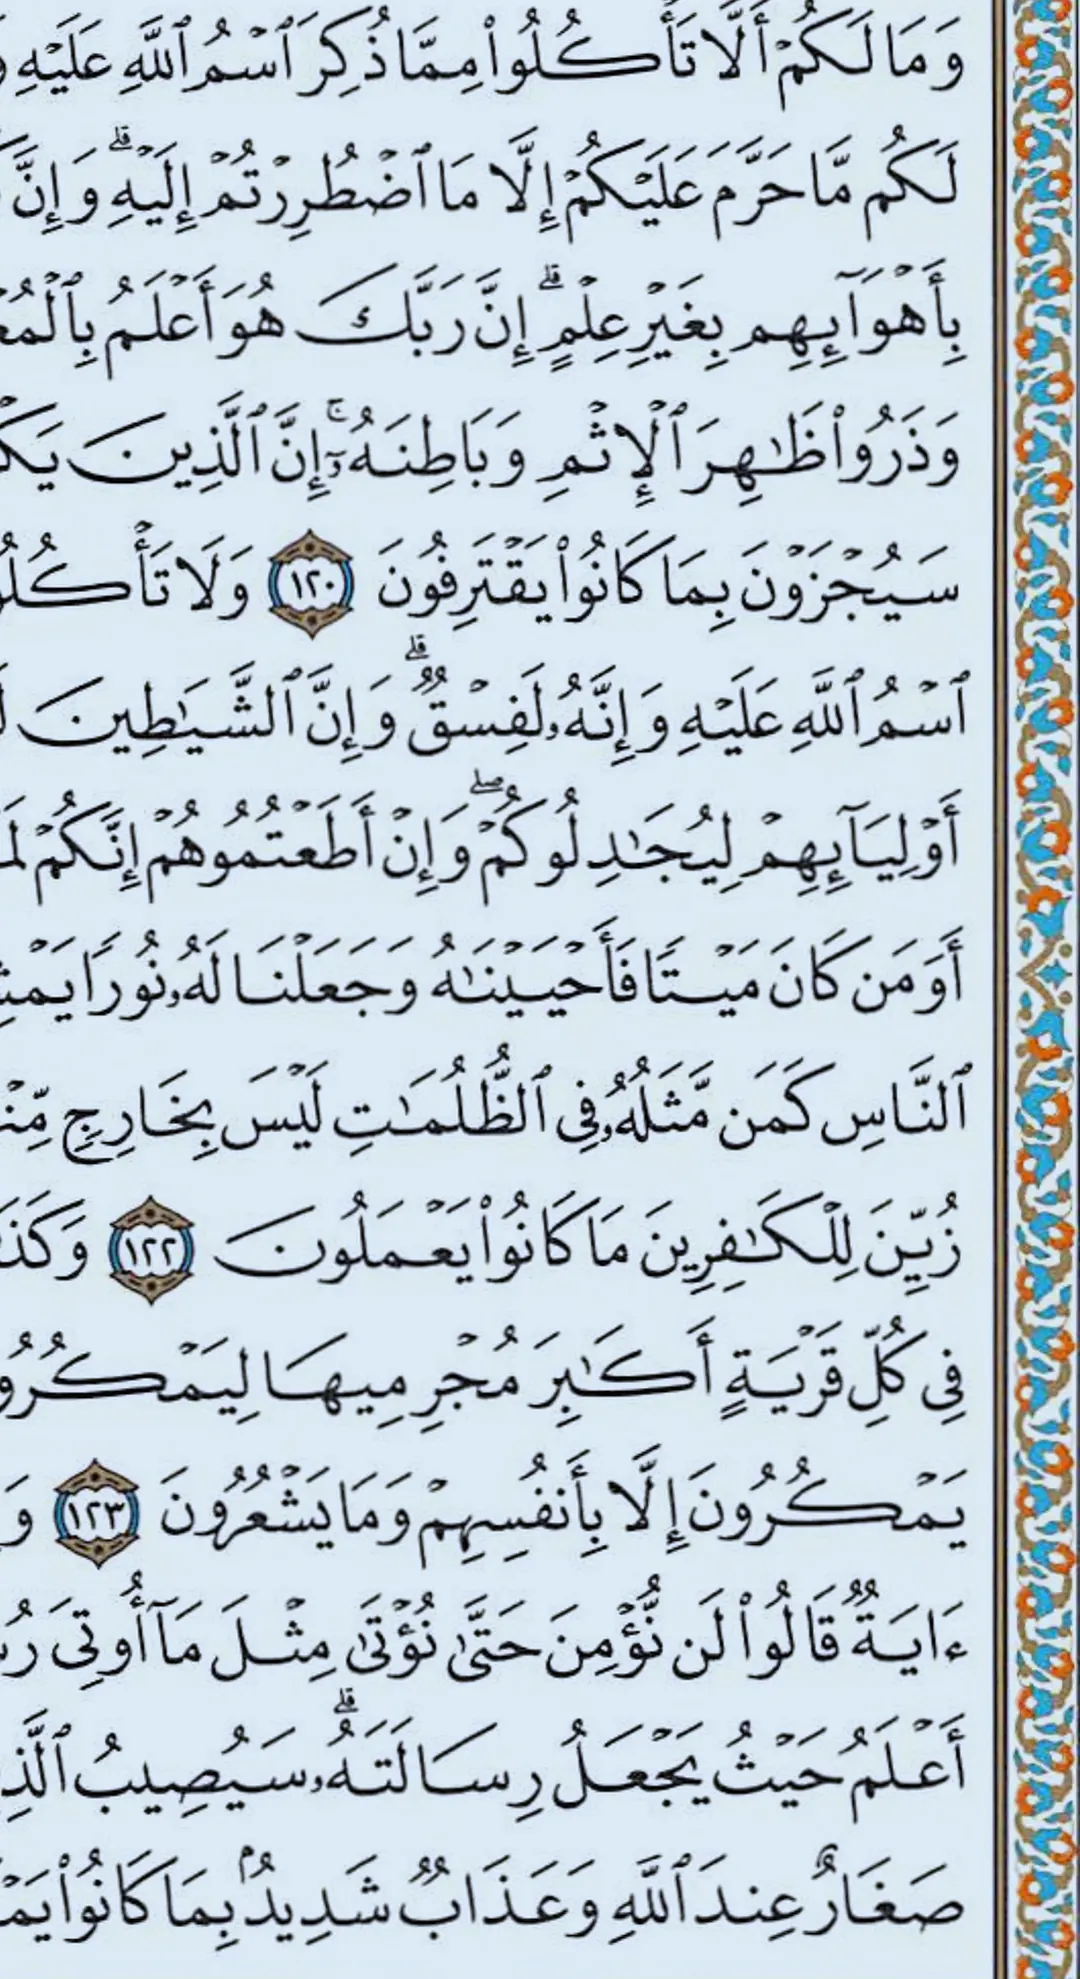 وَمَا لَكُمْ أَلَّا تَأْكُلُوا۟ مِمَّا ذُكِرَ ٱسْمُ ٱللَّهِ عَلَيْهِ
لَكُم مَّا حَرَّمَ عَلَيْكُمْ إِلَّا مَا ٱضْطُرِرْتُمْ إِلَيْهِ ۗ وَإِنَّ
بِأَهْوَآئِهِم بِغَيْرِ عِلْمٍ ۗ إِنَّ رَبَّكَ هُوَ أَعْلَمُ
وَذَرُوا۟ ظَٰهِرَ ٱلْإِثْمِ وَبَاطِنَهُۥٓ ۚ إِنَّ ٱلَّذِينَ
سَيُجْزَوْنَ بِمَا كَانُوا۟ يَقْتَرِفُونَ ١٢٠ وَلَا
ٱسْمُ ٱللَّهِ عَلَيْهِ وَإِنَّهُۥ لَفِسْقٌ ۗ وَإِنَّ ٱلشَّيَٰطِينَ
أَوْلِيَآئِهِمْ لِيُجَٰدِلُوكُمْ ۖ وَإِنْ أَطَعْتُمُوهُمْ إِنَّكُمْ
أَوَمَن كَانَ مَيْتًا فَأَحْيَيْنَٰهُ وَجَعَلْنَا لَهُۥ نُورًا
ٱلنَّاسِ كَمَن مَّثَلُهُۥ فِى ٱلظُّلُمَٰتِ لَيْسَ بِخَارِجٍ
زُيِّنَ لِلْكَٰفِرِينَ مَا كَانُوا۟ يَعْمَلُونَ ١٢٢
فِى كُلِّ قَرْيَةٍ أَكَٰبِرَ مُجْرِمِيهَا
يَمْكُرُونَ إِلَّا بِأَنفُسِهِمْ وَمَا يَشْعُرُونَ ١٢٣
ءَايَةٌ قَالُوا۟ لَن نُّؤْمِنَ حَتَّىٰ نُؤْتَىٰ مِثْلَ مَآ أُوتِىَ
أَعْلَمُ حَيْثُ يَجْعَلُ رِسَالَتَهُۥ ۗ سَيُصِيبُ
صَغَارٌ عِندَ ٱللَّهِ وَعَذَابٌ شَدِيدٌۢ بِمَا كَانُوا۟